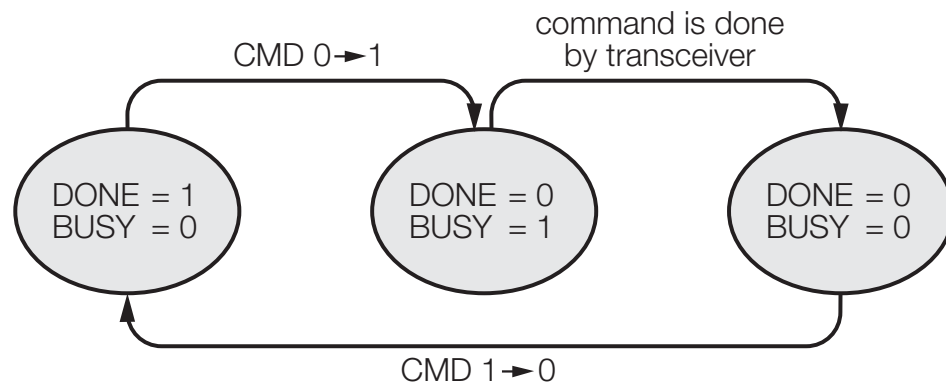 command is done
by transceiver
CMD 0→1
DONE = 1
BUSY = 0
DONE = 0
BUSY = 1
DONE = 0
BUSY = 0
CMD 1→0